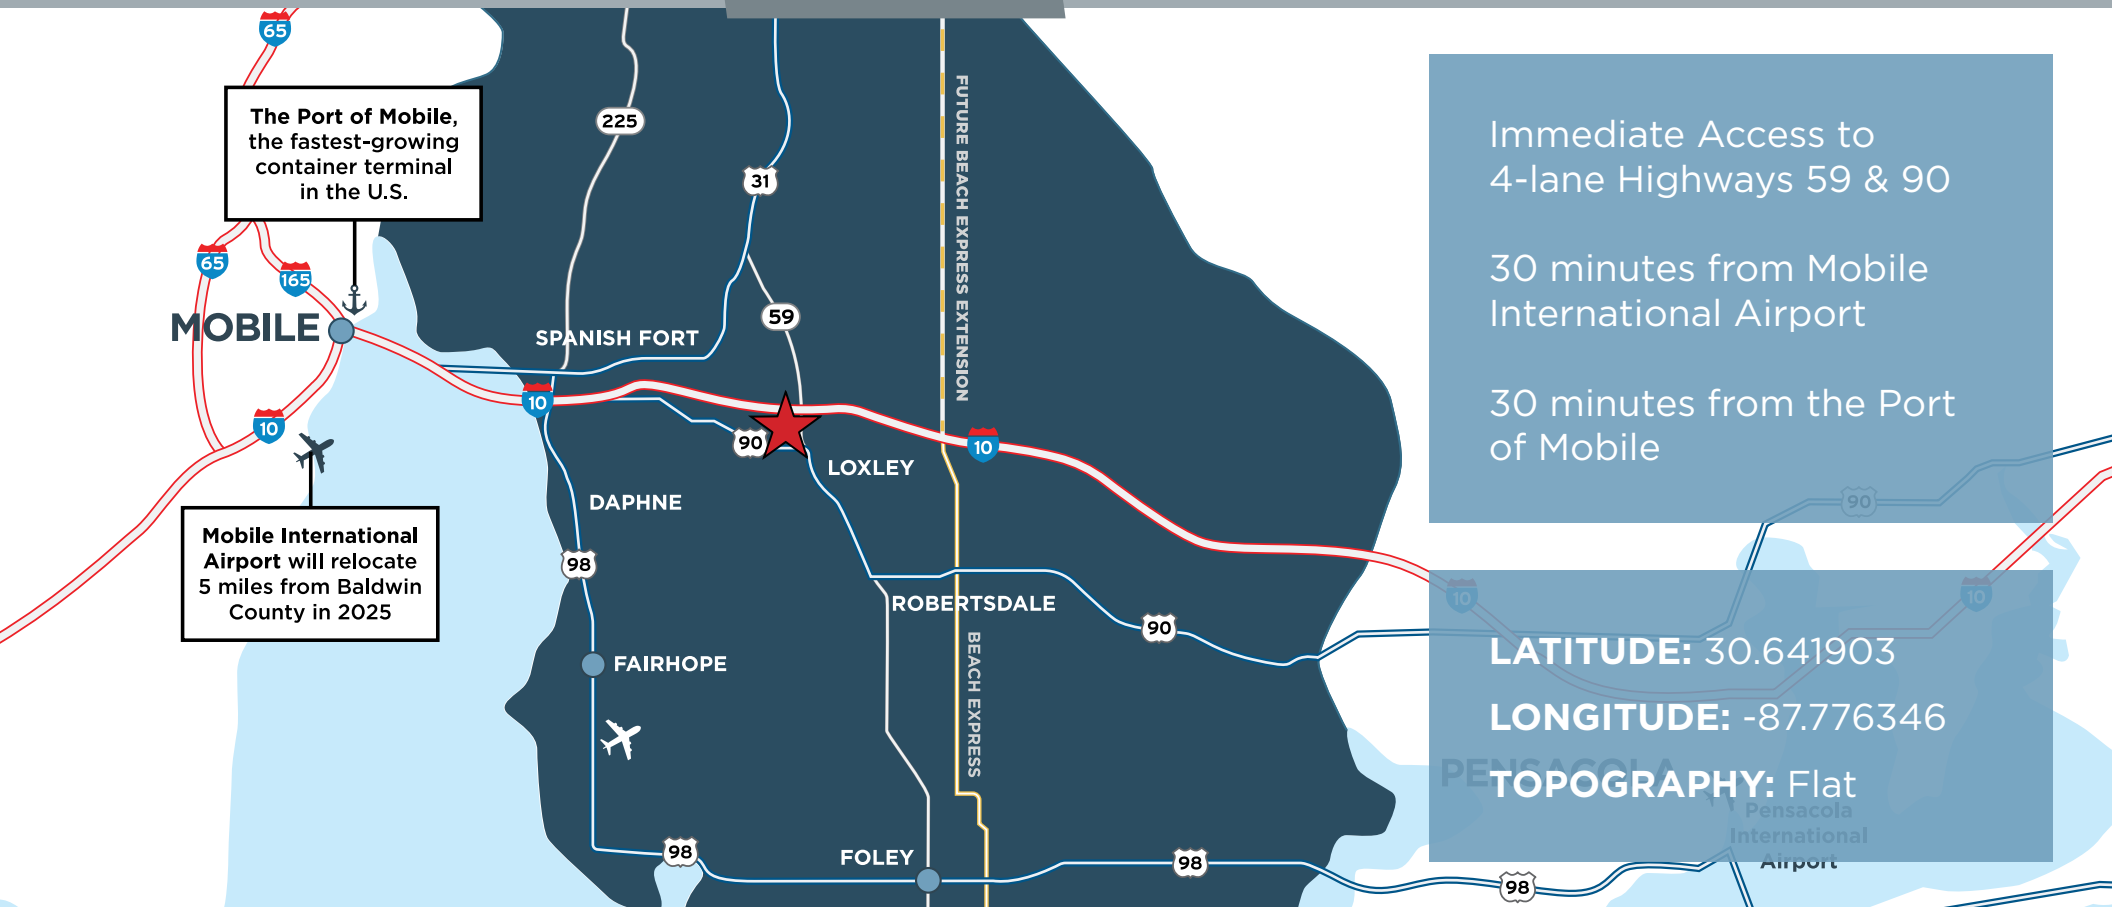 65
The Port of Mobile,
the fastest-growing
container terminal
in the U.S.
225
31
FUTURE BEACH EXPRESS EXTENSION
65
165
MOBILE
59
SPANISH FORT
10
10
90
10
LOXLEY
DAPHNE
Mobile International
Airport will relocate
5 miles from Baldwin
County in 2025
98
ROBERTSDALE
90
FAIRHOPE
BEACH EXPRESS
98
FOLEY
98
98
Immediate Access to
4-lane Highways 59 & 90
30 minutes from Mobile
International Airport
30 minutes from the Port
of Mobile
90
10
10
LATITUDE: 30.641903
LONGITUDE: -87.776346
PENSACOLA
TOPOGRAPHY: Flat
Pensacola
International
Airport